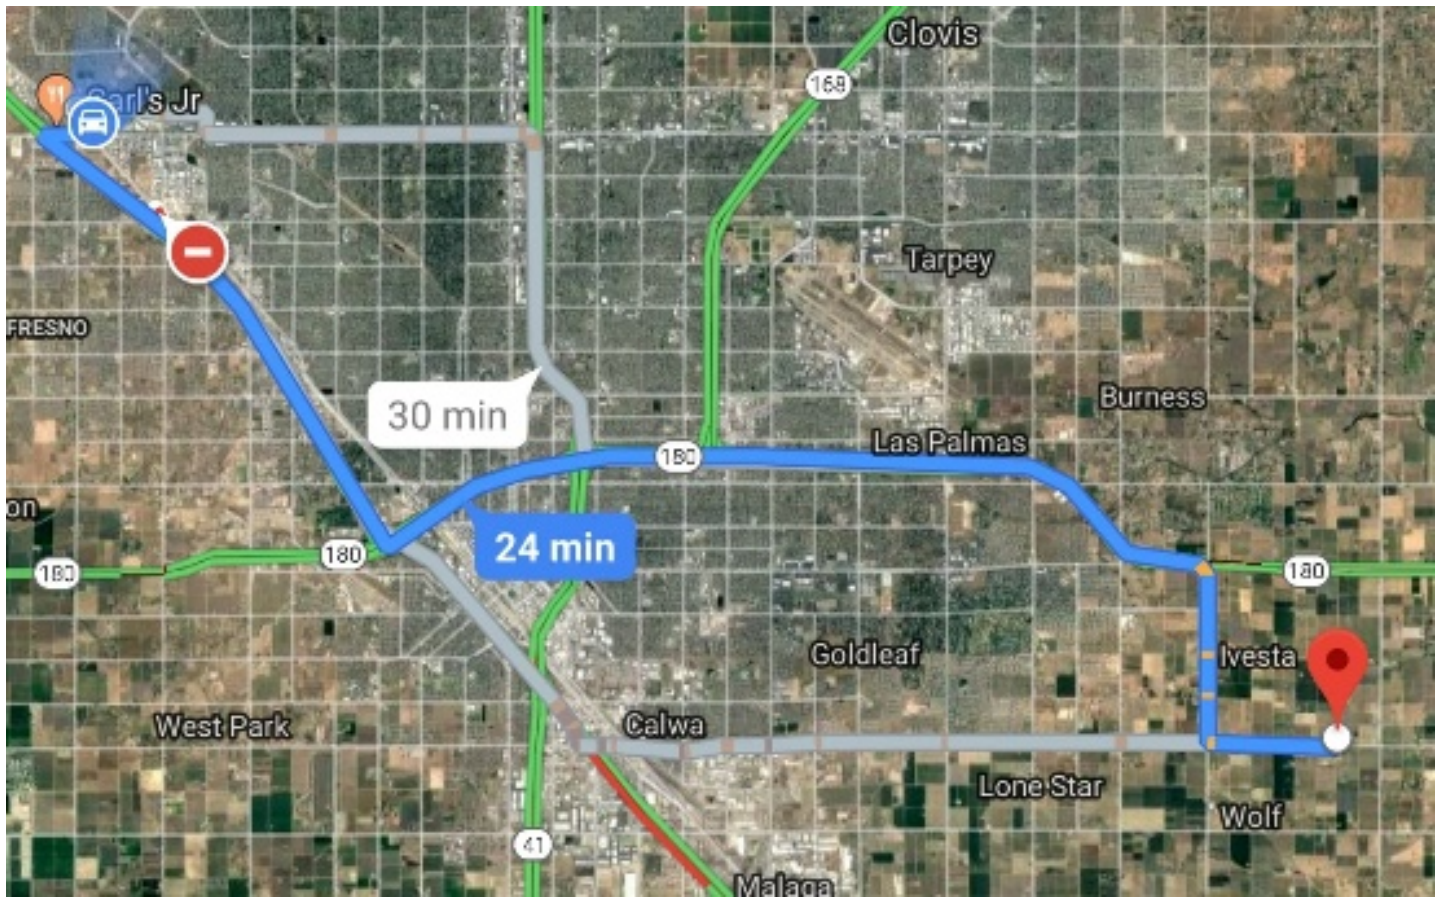 Clovis
168
Carl's Jr
Tarpey
FRESNO
30 min
Burness
Las Palmas
180
on
24 min
180
180
180
Goldleaf
Ivesta
West Park
Calwa
Lone Star
Wolf
41
Malaga